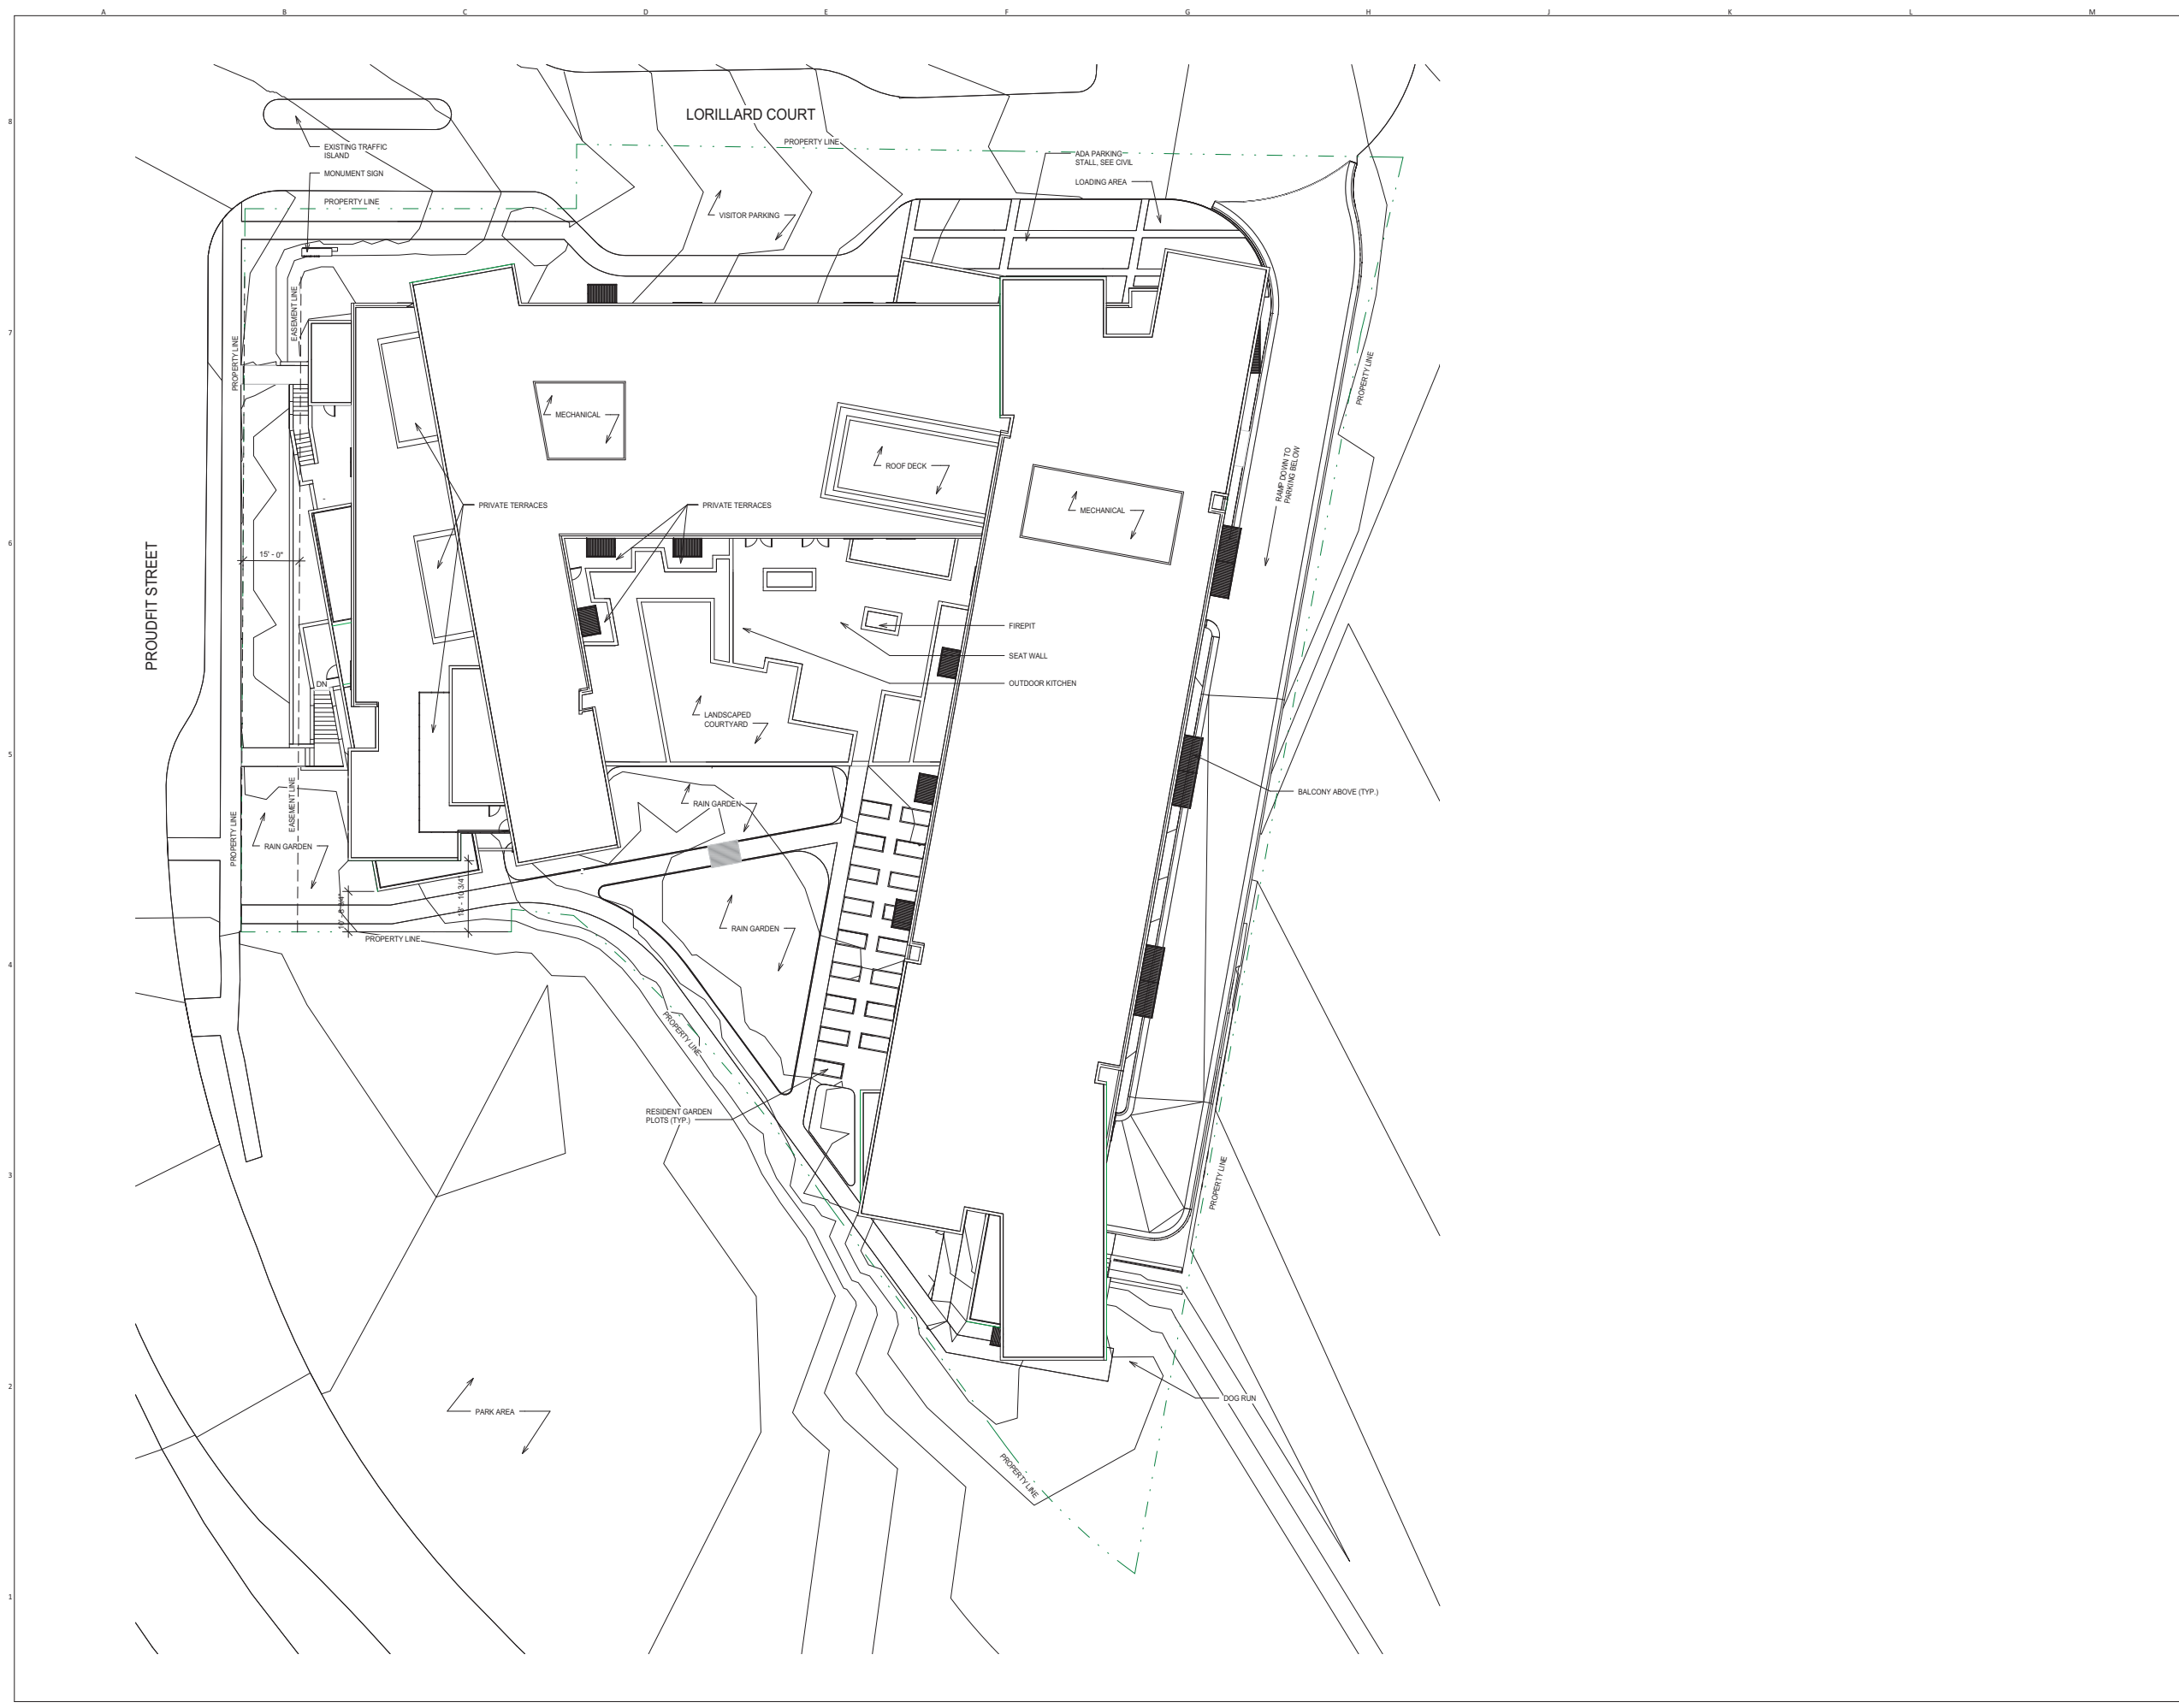 A B C D E F G H J K L M
8
LORILLARD COURT
PROPERTY LINE
EXISTING TRAFFIC
ISLAND
ADA PARKING
STALL, SEE CIVIL
MONUMENT SIGN
LOADING AREA
PROPERTY LINE
VISITOR PARKING
EASEMENT LINE
7
PROPERTY LINE
PROPERTY LINE
MECHANICAL
ROOF DECK
RAMP DOWN TO
PARKING BELOW
PRIVATE TERRACES
PRIVATE TERRACES
MECHANICAL
6
15' - 0"
PROUDFIT STREET
FIREPIT
SEAT WALL
OUTDOOR KITCHEN
DN
LANDSCAPED
COURTYARD
5
EASEMENT LINE
BALCONY ABOVE (TYP.)
RAIN GARDEN
PROPERTY LINE
RAIN GARDEN
13' - 10 3/4"
RAIN GARDEN
PROPERTY LINE
4
PROPERTY LINE
RESIDENT GARDEN
PLOTS (TYP.)
3
PROPERTY LINE
2
DOG RUN
PARK AREA
PROPERTY LINE
1